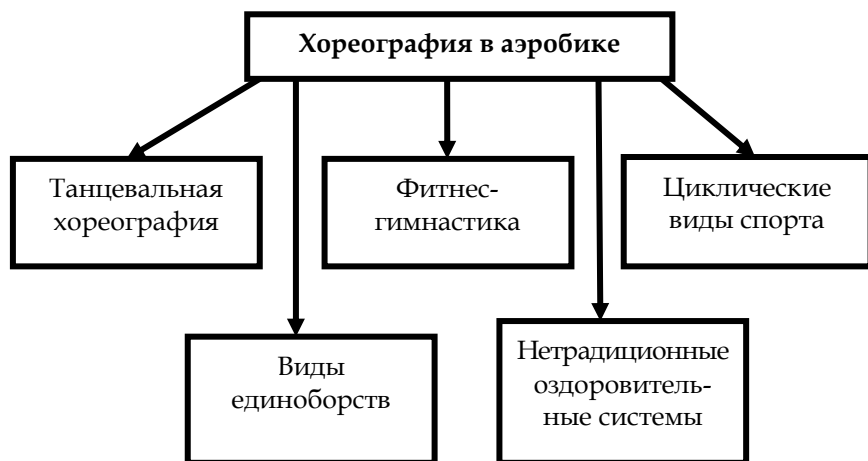 Хореография в аэробике
Танцевальная
хореография
Фитнес-
гимнастика
Циклические
виды спорта
Виды
единоборств
Нетрадиционные
оздоровитель-
ные системы